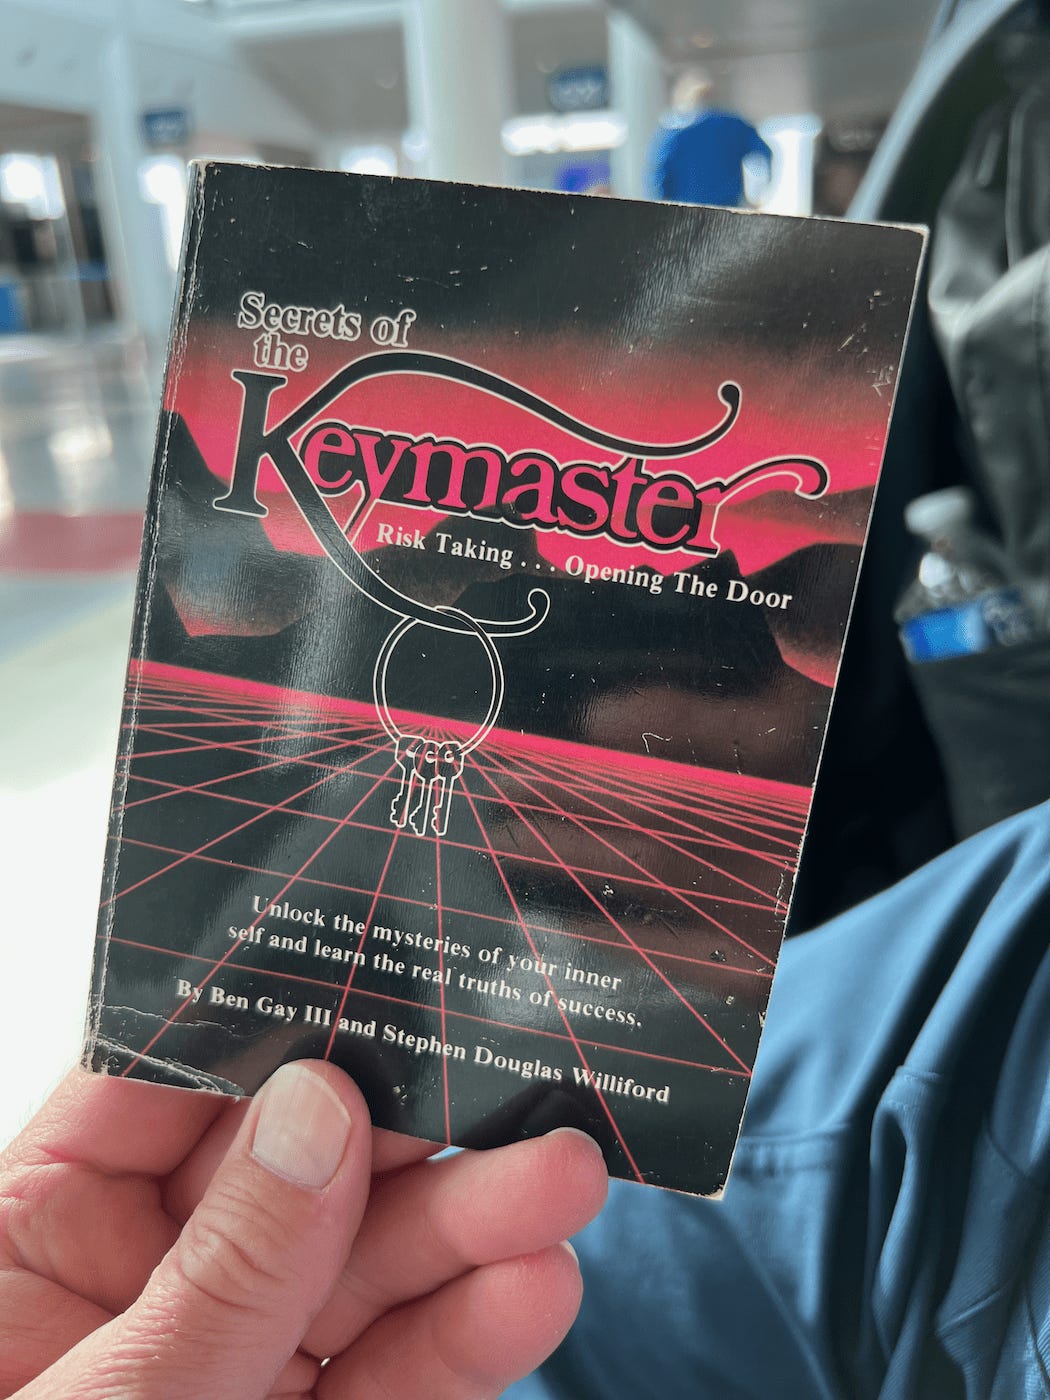 Secrets of
the
Keymaster
Risk Taking . . . Opening The Door
Unlock the mysteries of your inner
self and learn the real truths of success.
By Ben Gay III and Stephen Douglas Williford